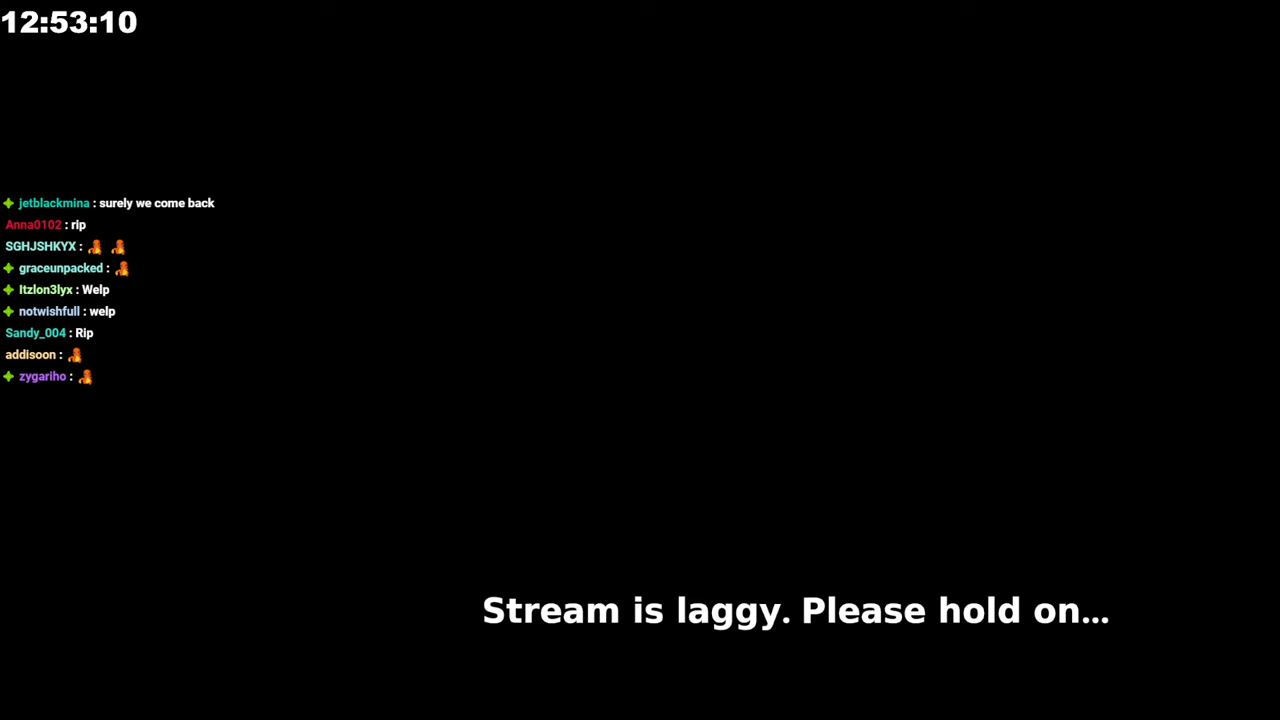 12:53:10
jetblackmina : surely we come back
Anna0102 : rip
SGHJSHKYX :
graceunpacked :
Itzlon3lyx : Welp
notwishfull : welp
Sandy_004 : Rip
addisoon :
zygariho :
Stream is laggy. Please hold on...